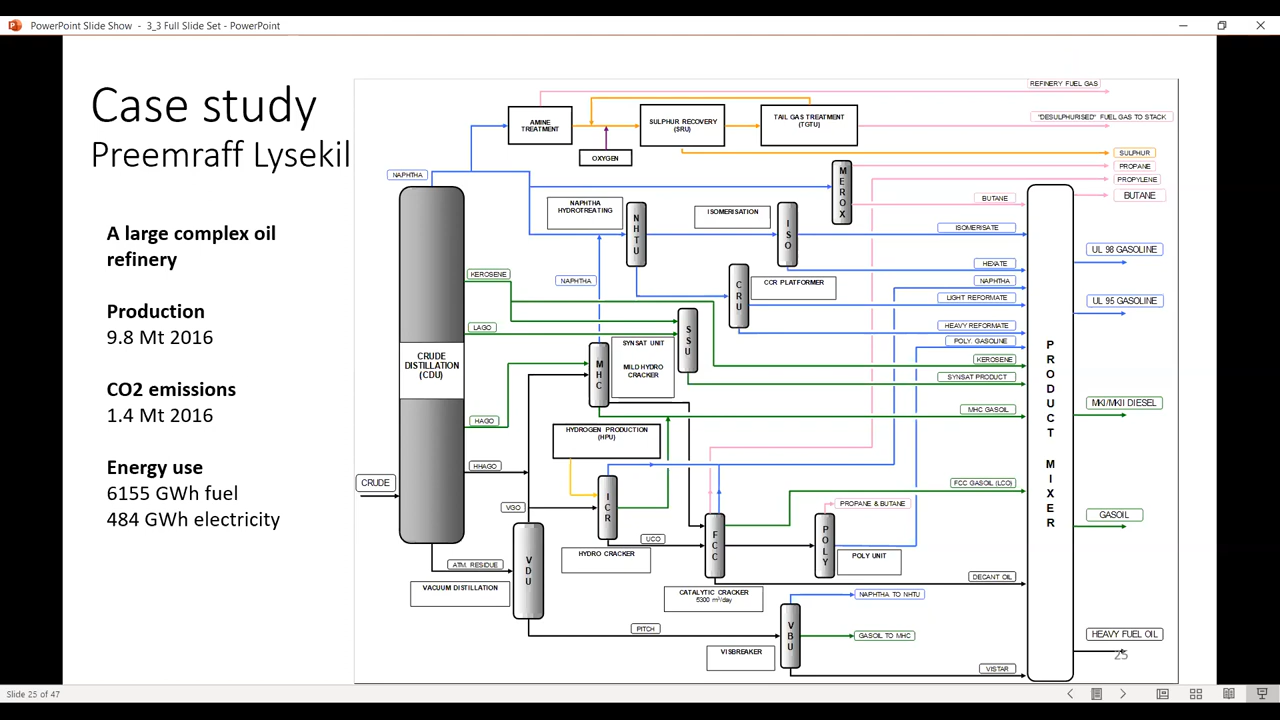 PowerPoint Slide Show - 3_3 Full Slide Set - PowerPoint
Case study
Preemraff Lysekil
A large complex oil
refinery
Production
9.8 Mt 2016
CO2 emissions
1.4 Mt 2016
Energy use
6155 GWh fuel
484 GWh electricity
REFINERY FUEL GAS
AMINE
TREATMENT
SULPHUR RECOVERY
(SRU)
TAIL GAS TREATMENT
(TGTU)
"DESULPHURISED" FUEL GAS TO STACK
OXYGEN
SULPHUR
PROPANE
PROPYLENE
BUTANE
NAPHTHA
MEROX
BUTANE
NAPHTHA
HYDROTREATING
NHTU
ISOMERISATION
ISO
ISOMERISATE
UL 98 GASOLINE
HEXATE
KEROSENE
NAPHTHA
CRU
CCR PLATFORMER
NAPHTHA
LIGHT REFORMATE
UL 95 GASOLINE
LAGO
SSU
HEAVY REFORMATE
POLY. GASOLINE
SYNSAT UNIT
MILD HYDRO
CRACKER
MHC
KEROSENE
CRUDE
DISTILLATION
(CDU)
SYNSAT PRODUCT
PRODUCT MIXER
MKI/MKII DIESEL
MHC GASOIL
HAGO
HYDROGEN PRODUCTION
(HPU)
HHAGO
CRUDE
FCC GASOIL (LCO)
VGO
ICR
PROPANE & BUTANE
GASOIL
UCO
FCC
POLY
HYDRO CRACKER
POLY UNIT
ATM. RESIDUE
VDU
VACUUM DISTILLATION
DECANT OIL
CATALYTIC CRACKER
5300 m³/day
NAPHTHA TO NHTU
PITCH
VBU
GASOIL TO MHC
HEAVY FUEL OIL
25
VISBREAKER
VISTAR
Slide 25 of 47